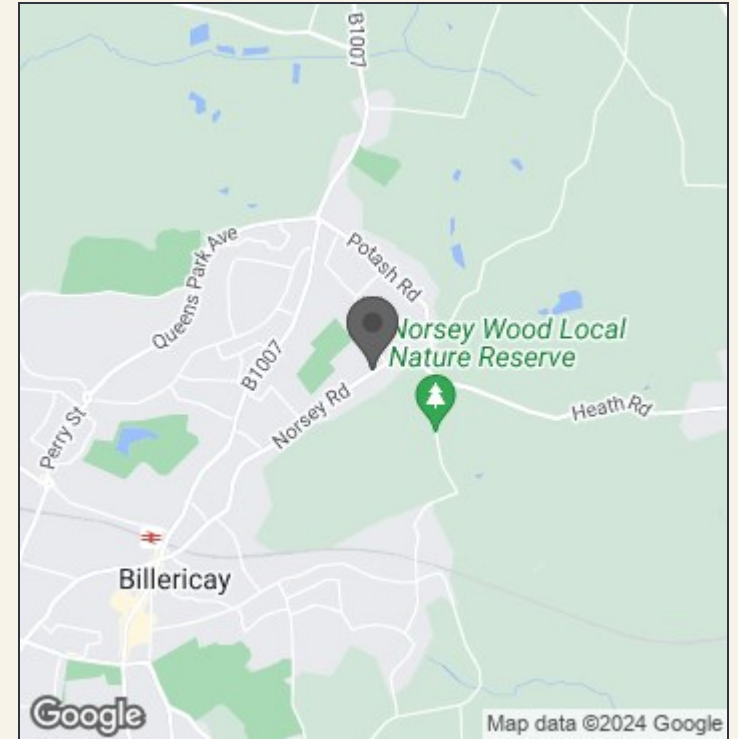 B1007
Queens Park Ave
Potash Rd
Norsey Wood Local
Nature Reserve
B1007
Norsey Rd
Heath Rd
Perry St
Billericay
Google
Map data ©2024 Google